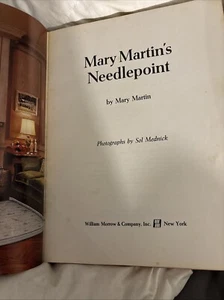 Mary Martin's
Needlepoint
by Mary Martin
Photographs by Sol Mednick
William Morrow & Company, Inc. New York